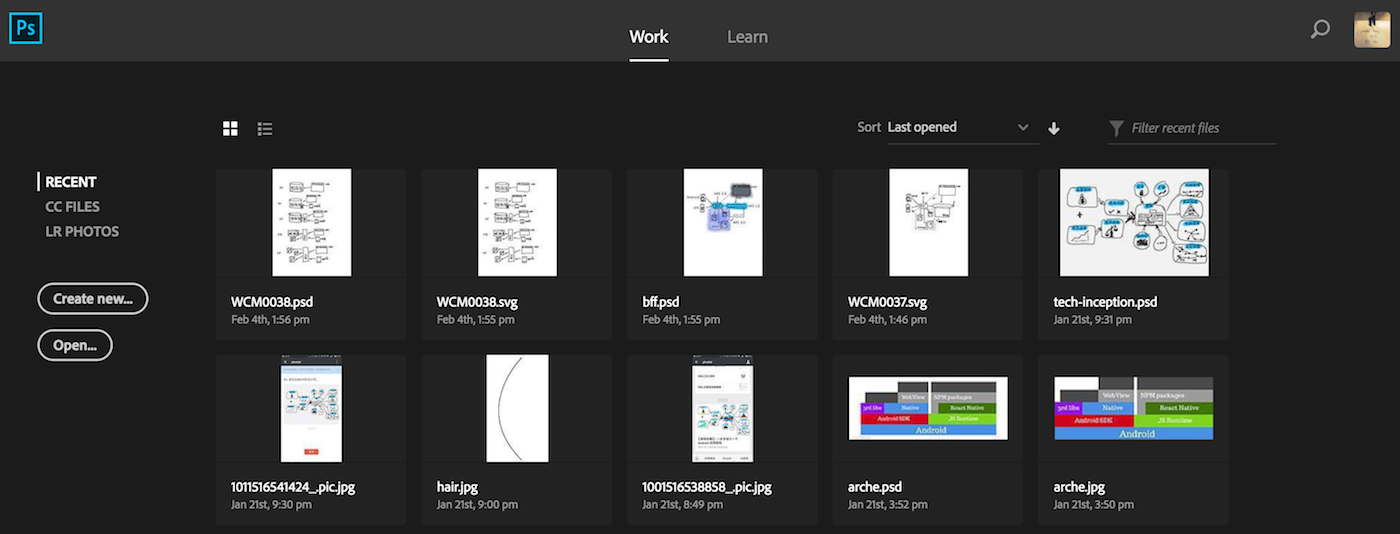 Ps
Work
Learn
Sort Last opened
Filter recent files
RECENT
CC FILES
LR PHOTOS
Create new...
Open...
WCM0038.psd
Feb 4th, 1:56 pm
WCM0038.svg
Feb 4th, 1:55 pm
bff.psd
Feb 4th, 1:55 pm
WCM0037.svg
Feb 4th, 1:46 pm
tech-inception.psd
Jan 21st, 9:31 pm
1011516541424_.pic.jpg
Jan 21st, 9:30 pm
hair.jpg
Jan 21st, 9:00 pm
1001516538858_.pic.jpg
Jan 21st, 8:49 pm
WebView
NPM packages
3rd libs
Native
React Native
Android SDK
JS Runtime
Android
arche.psd
Jan 21st, 3:52 pm
WebView
NPM packages
3rd libs
Native
React Native
Android SDK
JS Runtime
Android
arche.jpg
Jan 21st, 3:50 pm